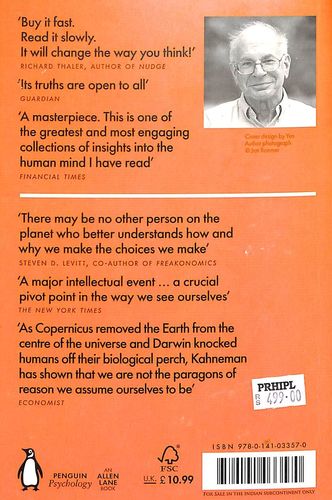 'Buy it fast.
Read it slowly.
It will change the way you think!'
RICHARD THALER, AUTHOR OF NUDGE
'Its truths are open to all'
GUARDIAN
'A masterpiece. This is one of
the greatest and most engaging
collections of insights into the
human mind I have read'
FINANCIAL TIMES
Cover design by Yes
Author photograph
© Jon Roemer
'There may be no other person on the
planet who better understands how and
why we make the choices we make'
STEVEN D. LEVITT, CO-AUTHOR OF FREAKONOMICS
'A major intellectual event ... a crucial
pivot point in the way we see ourselves'
THE NEW YORK TIMES
'As Copernicus removed the Earth from the
centre of the universe and Darwin knocked
humans off their biological perch, Kahneman
has shown that we are not the paragons of
reason we assume ourselves to be'
ECONOMIST
PRHIPL
RS 499.00
ISBN 978-0-141-03357-0
PENGUIN
Psychology
AN
ALLEN LANE
BOOK
FSC
U.K. £10.99
FOR SALE IN THE INDIAN SUBCONTINENT ONLY